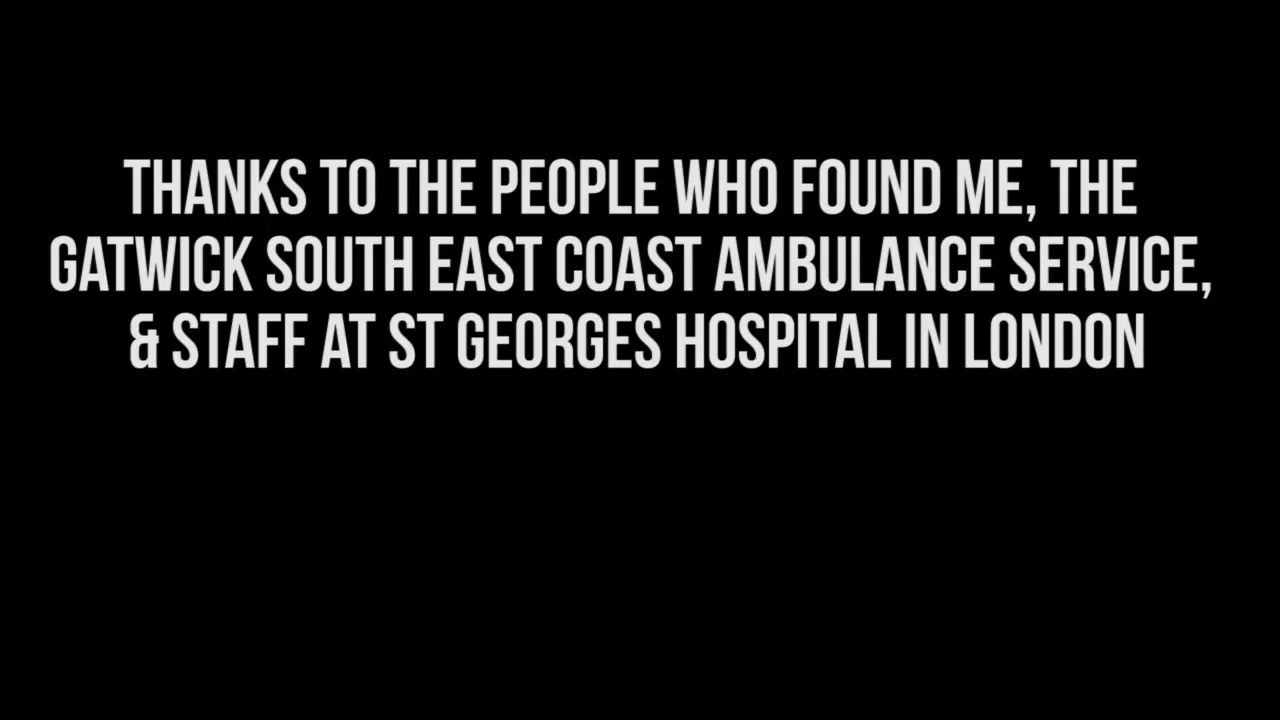 THANKS TO THE PEOPLE WHO FOUND ME, THE
GATWICK SOUTH EAST COAST AMBULANCE SERVICE,
& STAFF AT ST GEORGES HOSPITAL IN LONDON